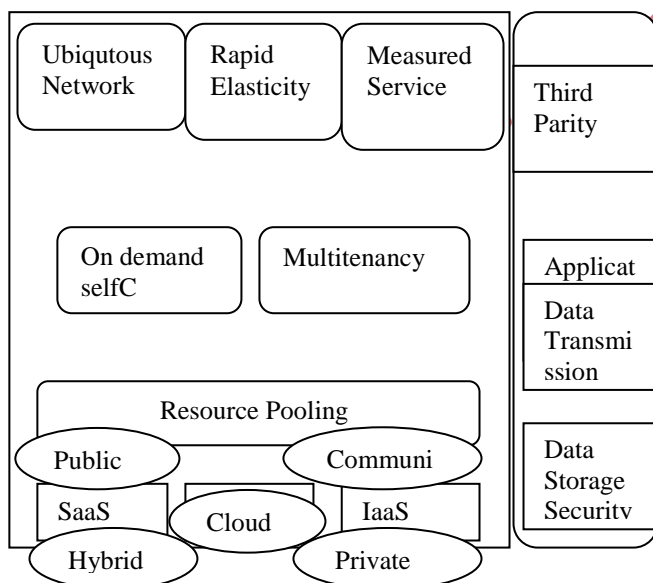 Ubiqutous
Network
Rapid
Elasticity
Measured
Service
Third
Parity
On demand
selfC
Multitenancy
Applicat
Data
Transmi
ssion
Resource Pooling
Public
Communi
Data
Storage
Security
SaaS
Cloud
IaaS
Hybrid
Private